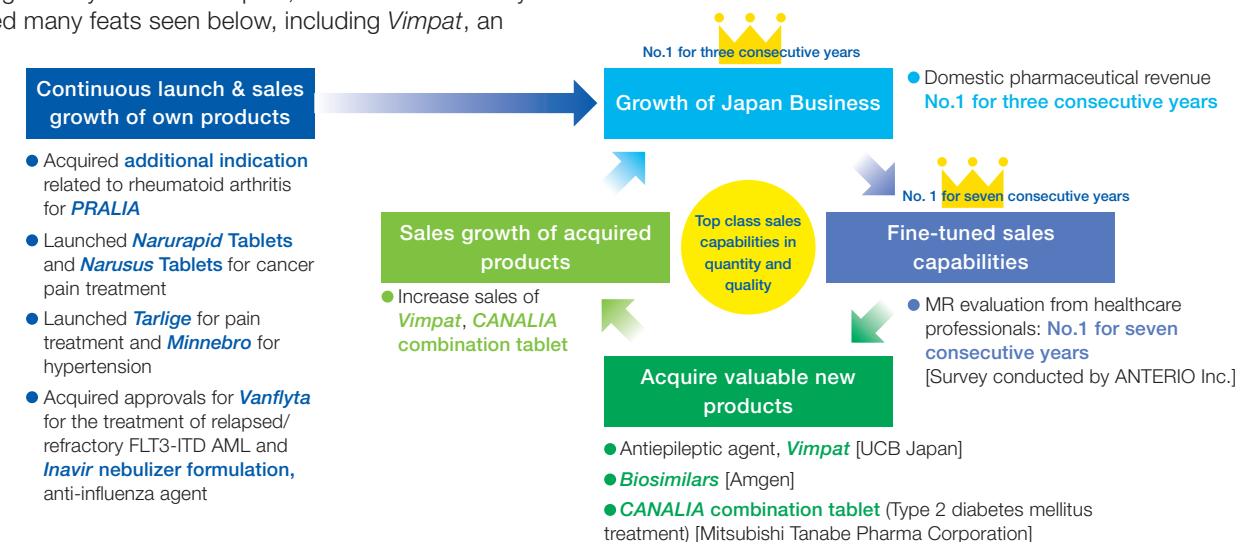 ed many feats seen below, including Vimpat, an
Continuous launch & sales
growth of own products
● Acquired additional indication
related to rheumatoid arthritis
for PRALIA
● Launched Narurapid Tablets
and Narusus Tablets for cancer
pain treatment
● Launched Tarlige for pain
treatment and Minnebro for
hypertension
● Acquired approvals for Vanflyta
for the treatment of relapsed/
refractory FLT3-ITD AML and
Inavir nebulizer formulation,
anti-influenza agent
No.1 for three consecutive years
Growth of Japan Business
● Domestic pharmaceutical revenue
No.1 for three consecutive years
No. 1 for seven consecutive years
Fine-tuned sales
capabilities
● MR evaluation from healthcare
professionals: No.1 for seven
consecutive years
[Survey conducted by ANTERIO Inc.]
Top class sales
capabilities in
quantity and
quality
Sales growth of acquired
products
● Increase sales of
Vimpat, CANALIA
combination tablet
Acquire valuable new
products
● Antiepileptic agent, Vimpat [UCB Japan]
● Biosimilars [Amgen]
● CANALIA combination tablet (Type 2 diabetes mellitus
treatment) [Mitsubishi Tanabe Pharma Corporation]